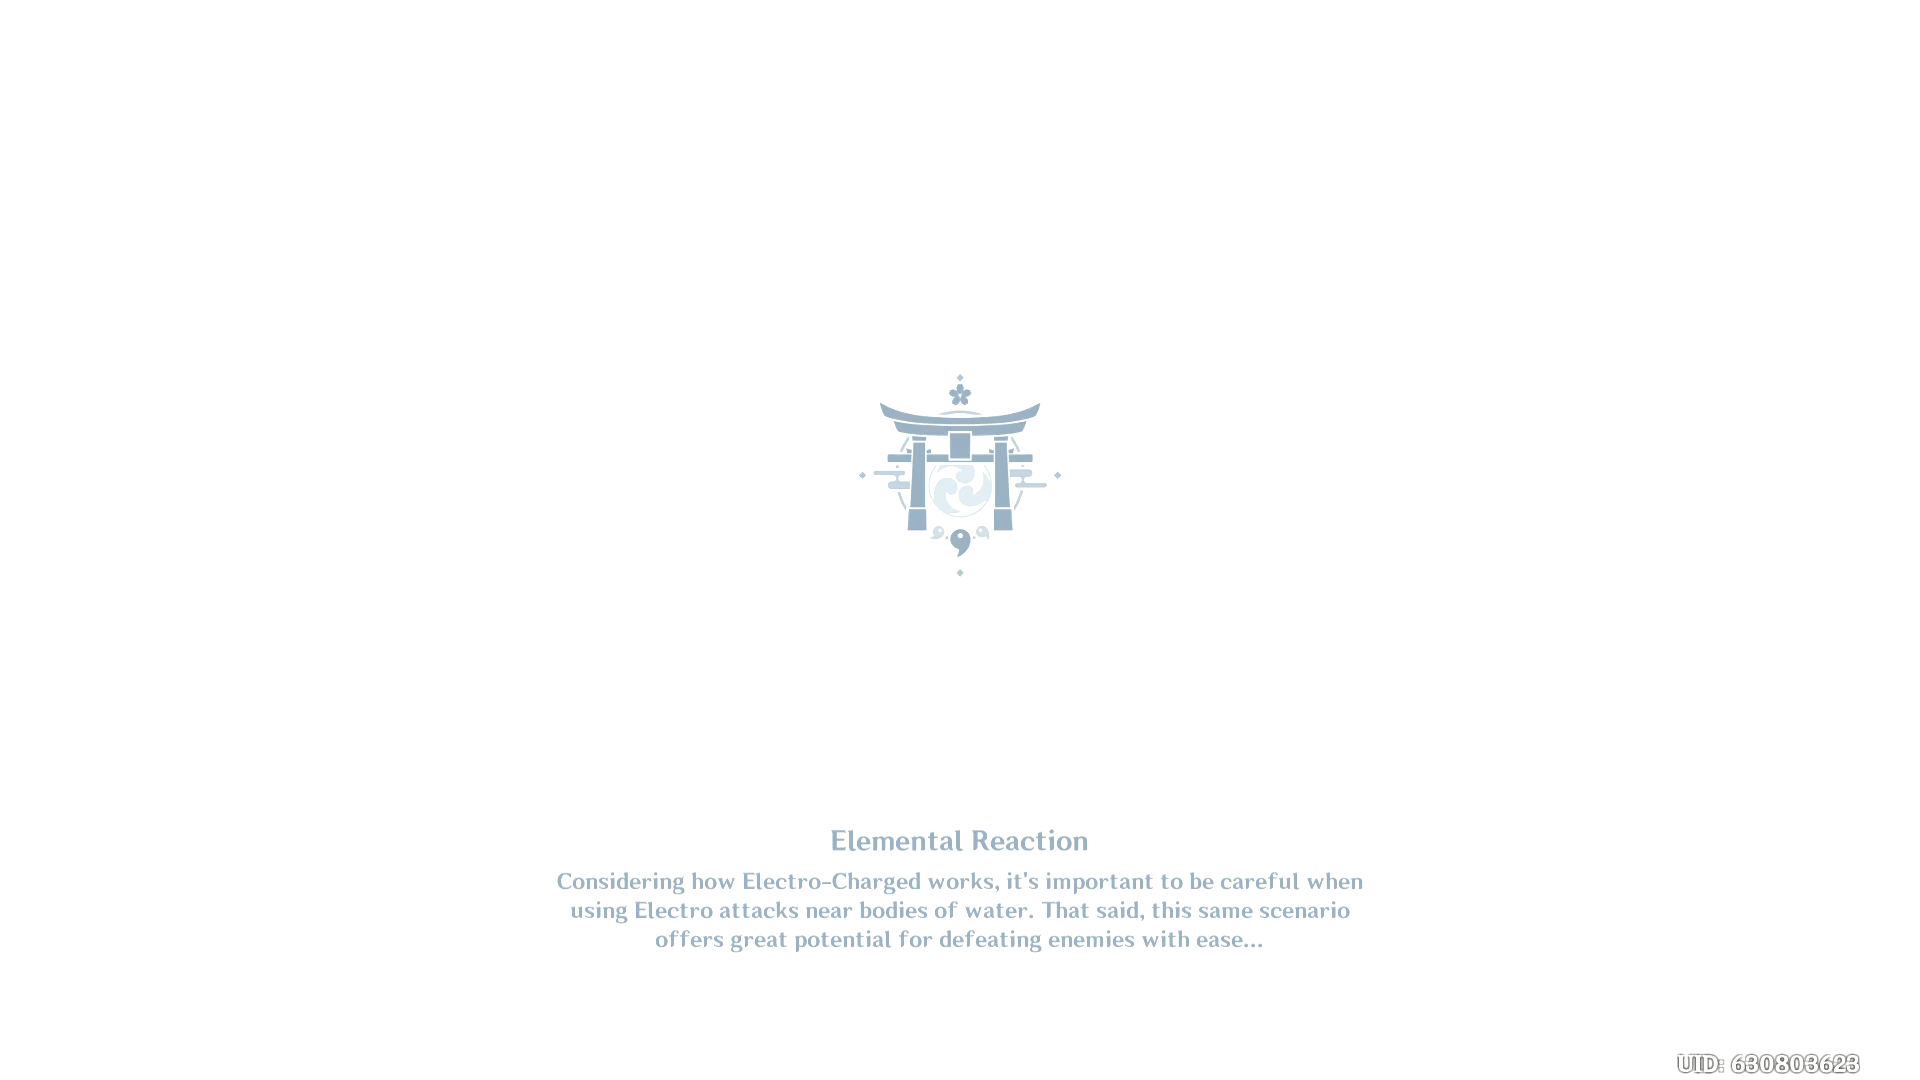 Elemental Reaction
Considering how Electro-Charged works, it's important to be careful when
using Electro attacks near bodies of water. That said, this same scenario
offers great potential for defeating enemies with ease...
UID: 630803623